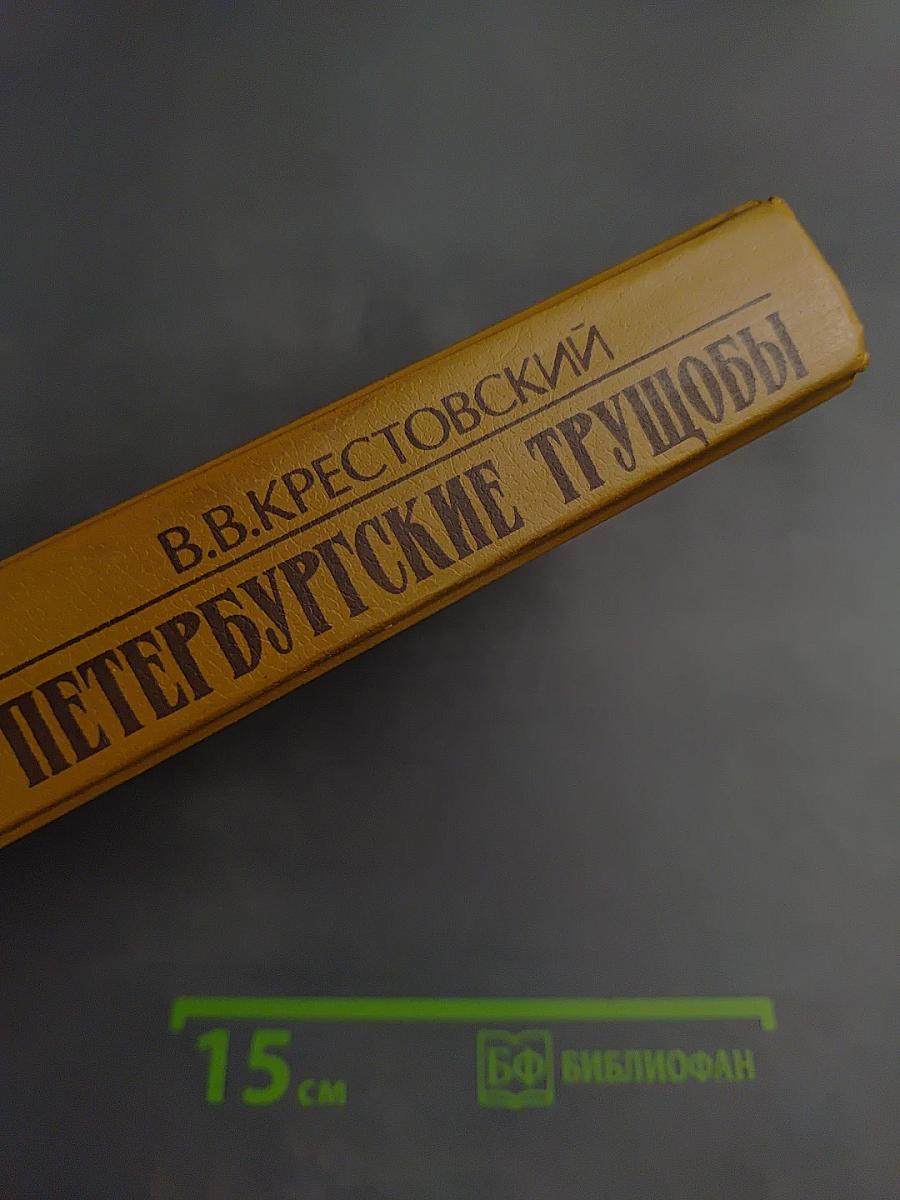 В.В.КРЕСТОВСКИЙ
ПЕТЕРБУРГСКИЕ ТРУЩОБЫ
15 см
БФ БИБЛИОФАН